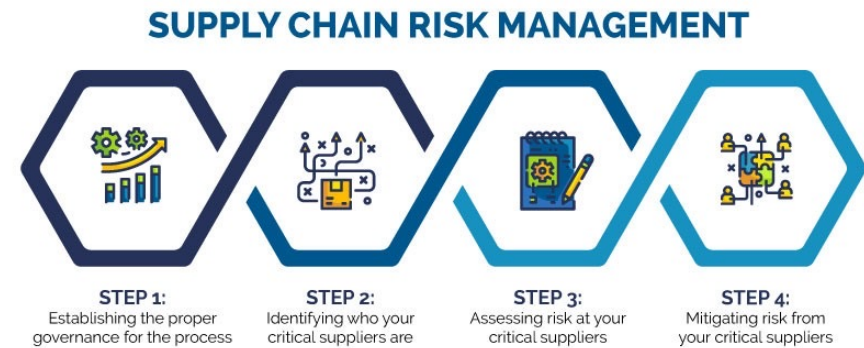 SUPPLY CHAIN RISK MANAGEMENT
STEP 1:
Establishing the proper
governance for the process
STEP 2:
Identifying who your
critical suppliers are
STEP 3:
Assessing risk at your
critical suppliers
STEP 4:
Mitigating risk from
your critical suppliers